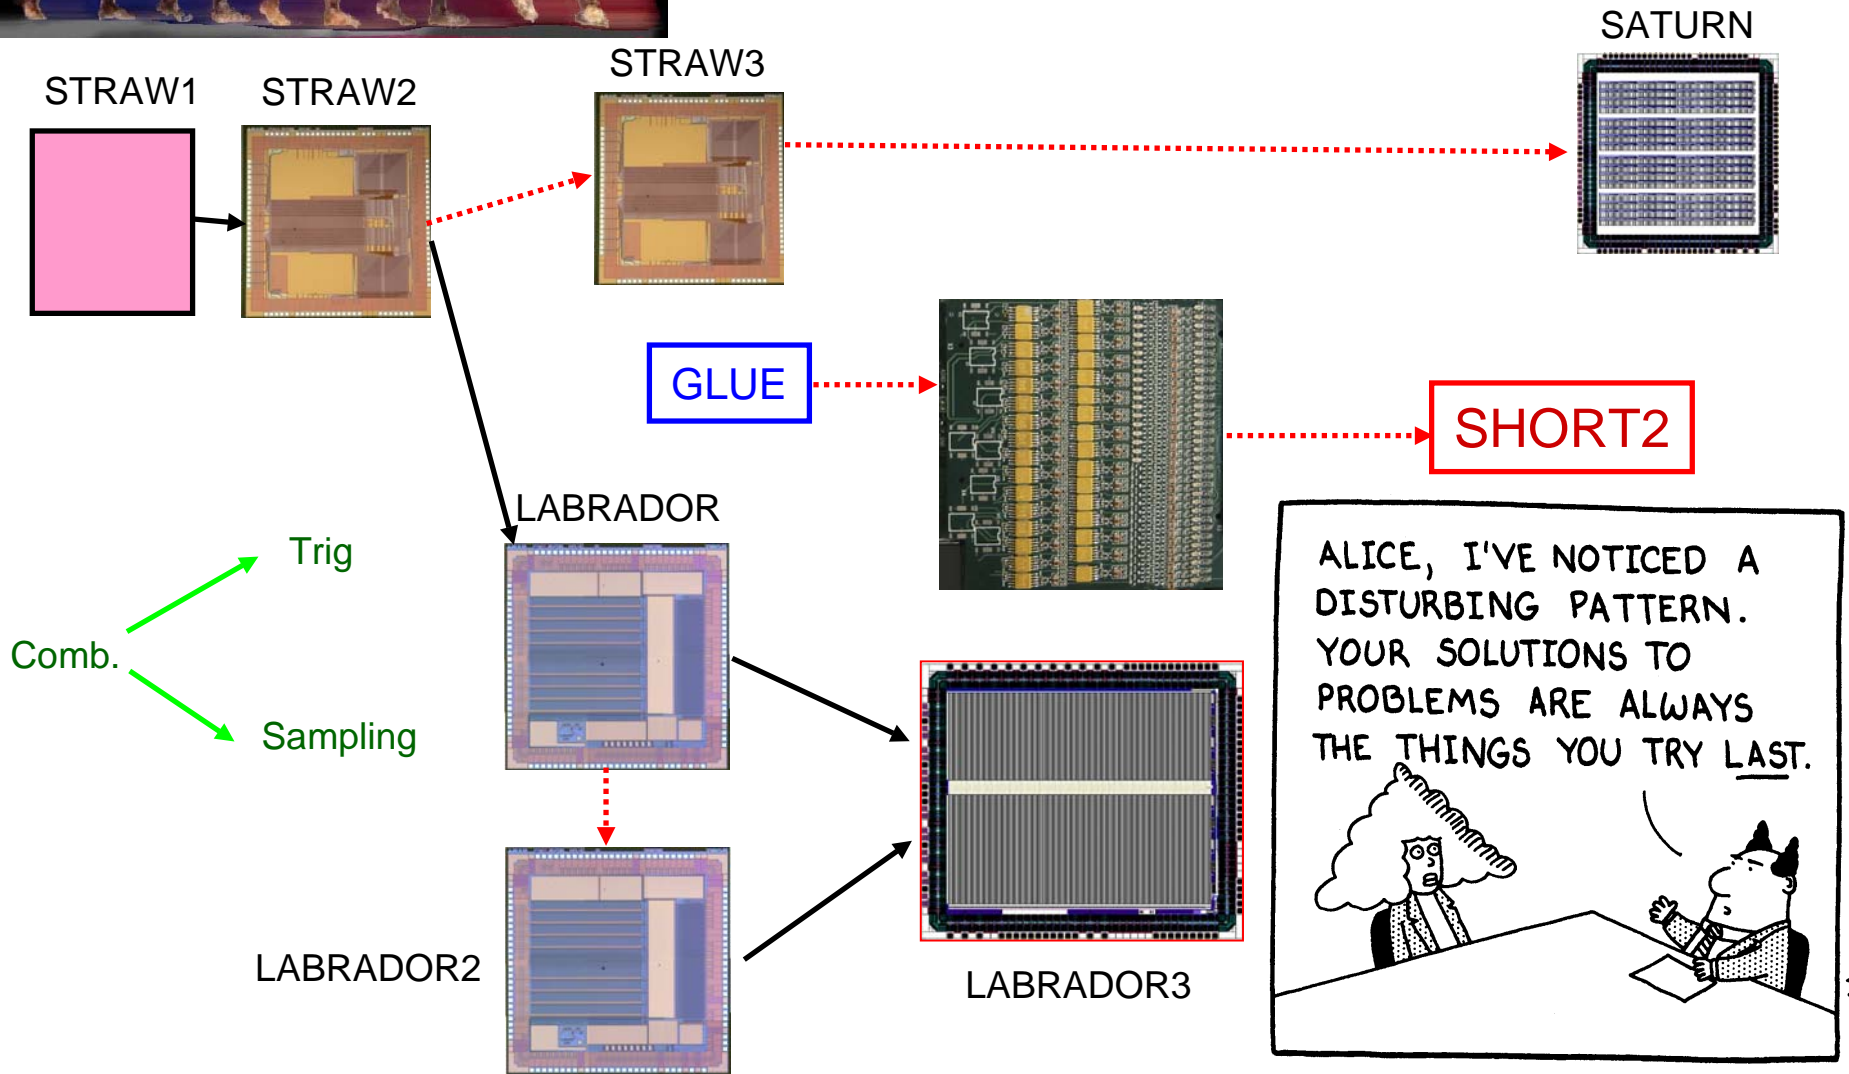 SATURN
STRAW3
STRAW1
STRAW2
GLUE
SHORT2
LABRADOR
Trig
Comb.
Sampling
LABRADOR2
LABRADOR3
ALICE, I'VE NOTICED A
DISTURBING PATTERN.
YOUR SOLUTIONS TO
PROBLEMS ARE ALWAYS
THE THINGS YOU TRY LAST.